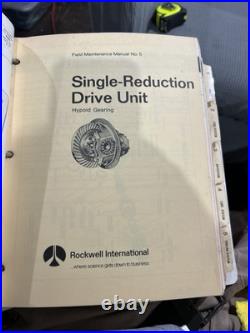 Field Maintenance Manual No. 5
Single-Reduction
Drive Unit
Hypoid Gearing
Rockwell International
...where science gets down to business